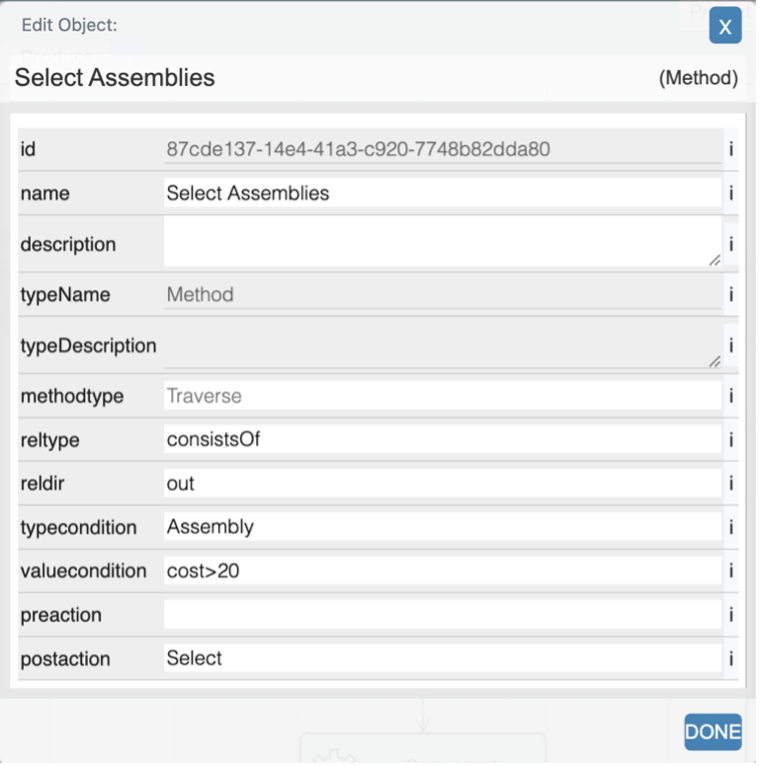 Edit Object:
X
Select Assemblies (Method)
id 87cde137-14e4-41a3-c920-7748b82dda80 i
name Select Assemblies i
description i
typeName Method i
typeDescription i
methodtype Traverse i
reltype consistsOf i
reldir out i
typecondition Assembly i
valuecondition cost>20 i
preaction i
postaction Select i
DONE